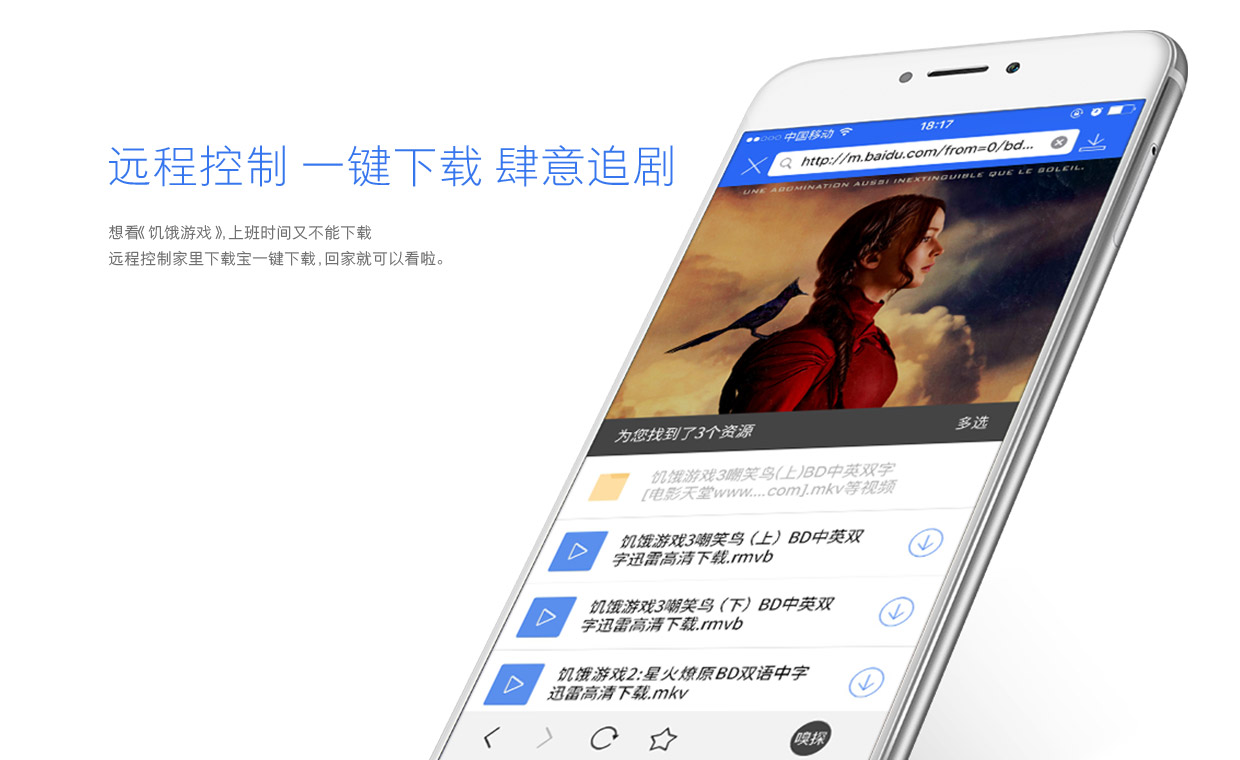 远程控制 一键下载 肆意追剧
想看《饥饿游戏》,上班时间又不能下载
远程控制家里下载宝一键下载,回家就可以看啦。
中国移动
18:17
http://m.baidu.com/from=0/bd...
UNE ABOMINATION AUSSI INEXTINGUIBLE QUE LE SOLEIL.
为您找到了3个资源
多选
饥饿游戏3嘲笑鸟(上)BD中英双字
[电影天堂www....com].mkv等视频
饥饿游戏3嘲笑鸟(上)BD中英双
字迅雷高清下载.rmvb
饥饿游戏3嘲笑鸟(下)BD中英双
字迅雷高清下载.rmvb
饥饿游戏2:星火燎原BD双语中字
迅雷高清下载.mkv
嗅探